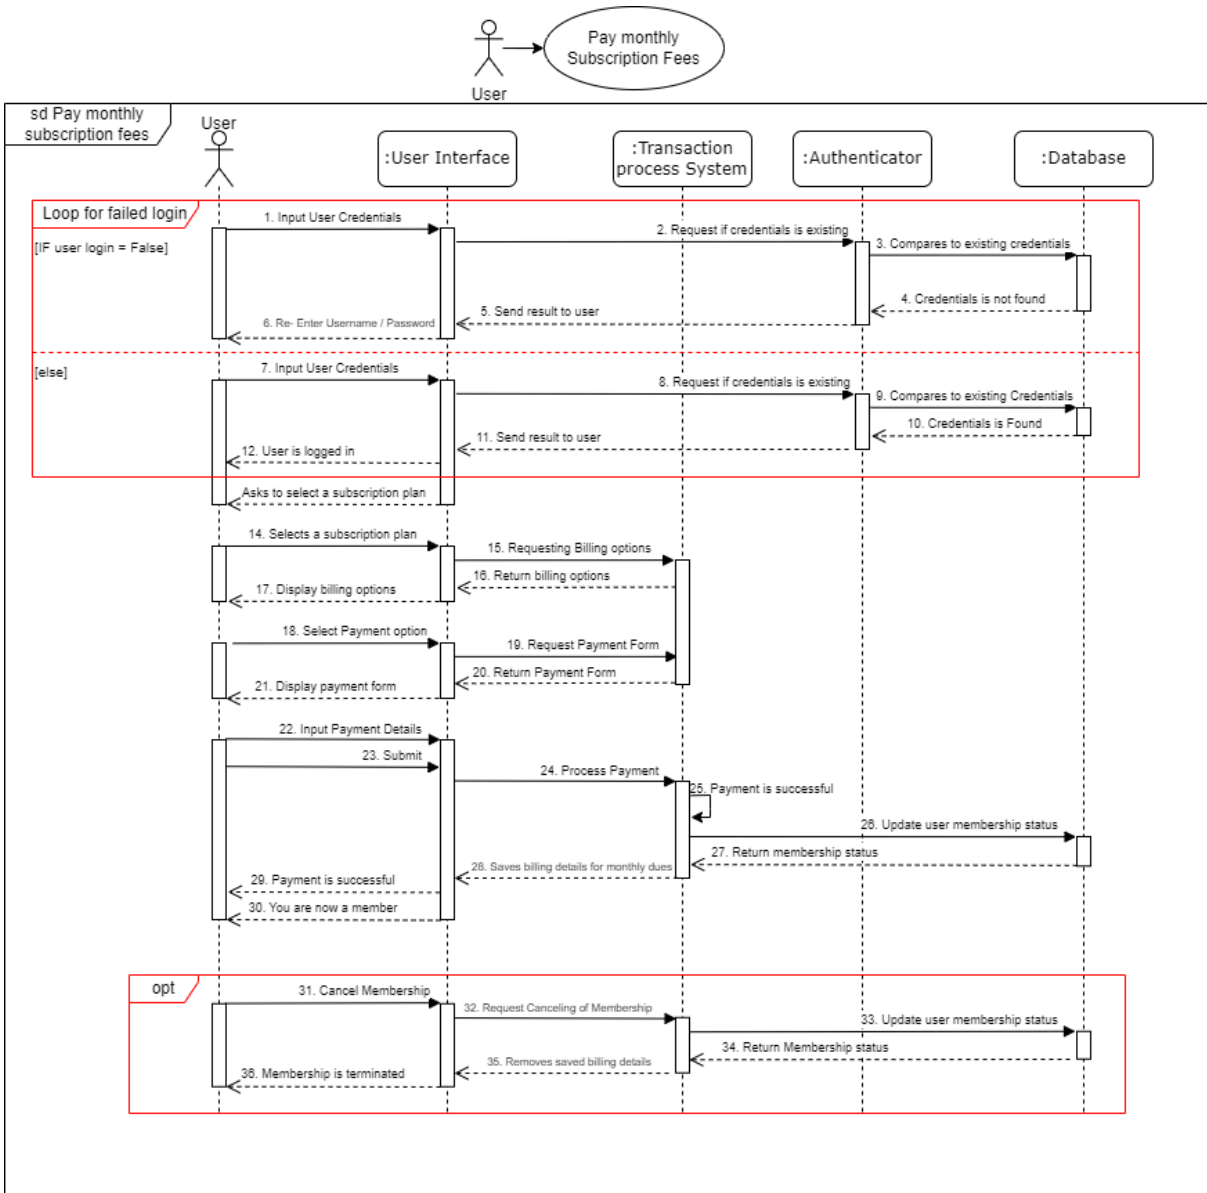 Pay monthly
Subscription Fees
User
sd Pay monthly
subscription fees
User
:User Interface
:Transaction
process System
:Authenticator
:Database
Loop for failed login
[IF user login = False]
1. Input User Credentials
2. Request if credentials is existing
3. Compares to existing credentials
4. Credentials is not found
5. Send result to user
6. Re- Enter Username / Password
[else]
7. Input User Credentials
8. Request if credentials is existing
9. Compares to existing Credentials
10. Credentials is Found
11. Send result to user
12. User is logged in
Asks to select a subscription plan
14. Selects a subscription plan
15. Requesting Billing options
16. Return billing options
17. Display billing options
18. Select Payment option
19. Request Payment Form
20. Return Payment Form
21. Display payment form
22. Input Payment Details
23. Submit
24. Process Payment
25. Payment is successful
26. Update user membership status
27. Return membership status
28. Saves billing details for monthly dues
29. Payment is successful
30. You are now a member
opt
31. Cancel Membership
32. Request Canceling of Membership
33. Update user membership status
34. Return Membership status
35. Removes saved billing details
36. Membership is terminated